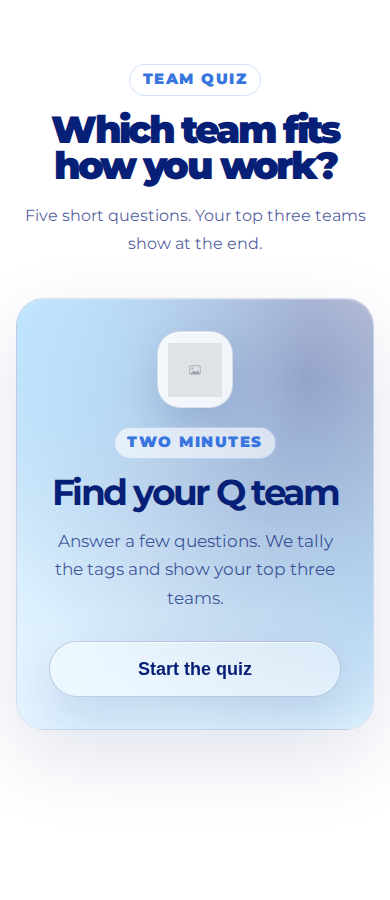 TEAM QUIZ
Which team fits
how you work?
Five short questions. Your top three teams
show at the end.
TWO MINUTES
Find your Q team
Answer a few questions. We tally
the tags and show your top three
teams.
Start the quiz